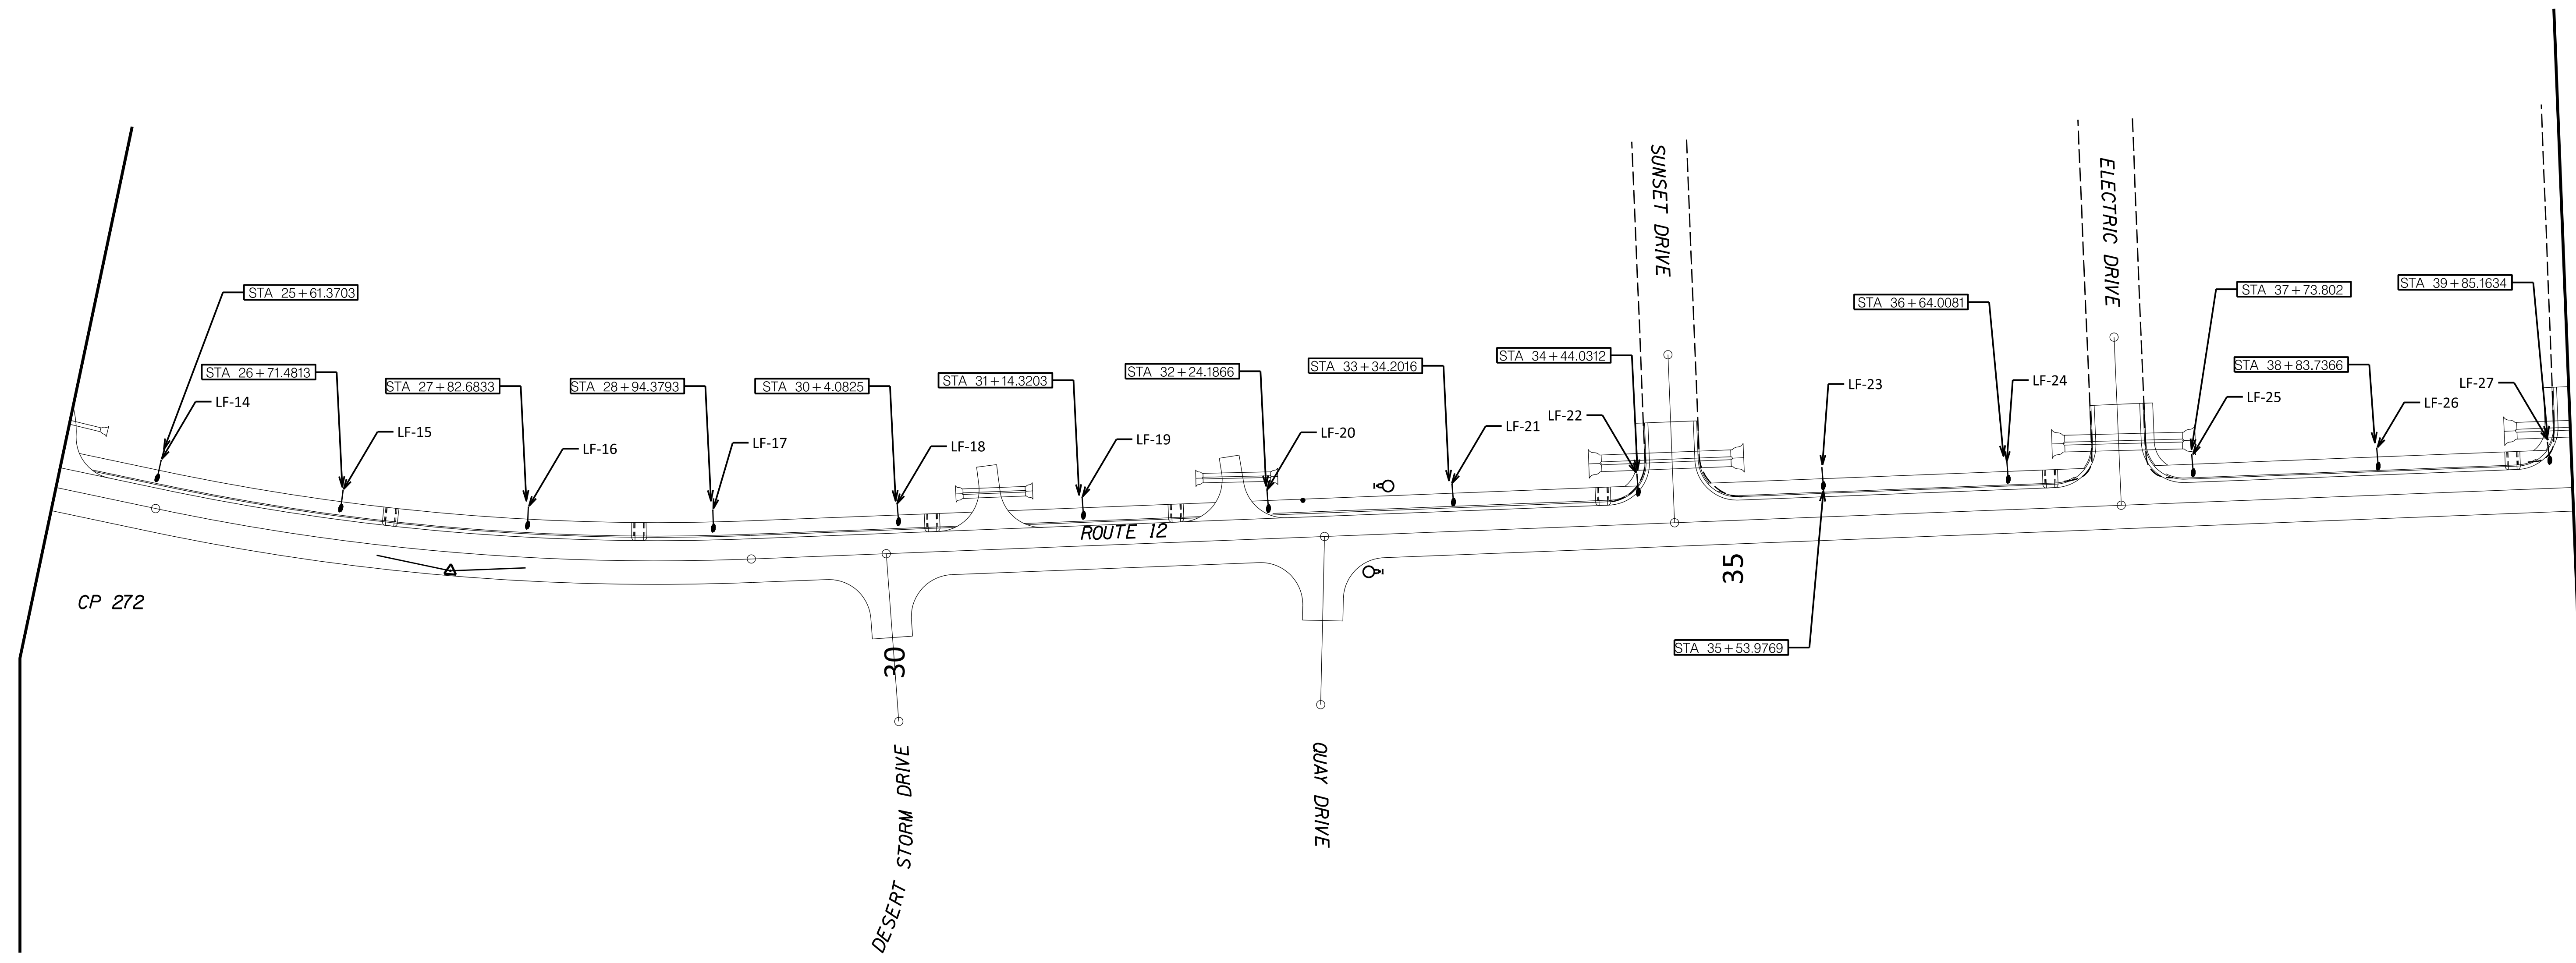 SUNSET DRIVE
ELECTRIC DRIVE
STA 25+61.3703
STA 26+71.4813
STA 27+82.6833
STA 28+94.3793
STA 30+4.0825
STA 31+14.3203
STA 32+24.1866
STA 33+34.2016
STA 34+44.0312
STA 36+64.0081
STA 37+73.802
STA 39+85.1634
STA 38+83.7366
LF-14
LF-15
LF-16
LF-17
LF-18
LF-19
LF-20
LF-21
LF-22
LF-23
LF-24
LF-25
LF-26
LF-27
ROUTE 12
35
CP 272
30
STA 35+53.9769
DESERT STORM DRIVE
QUAY DRIVE